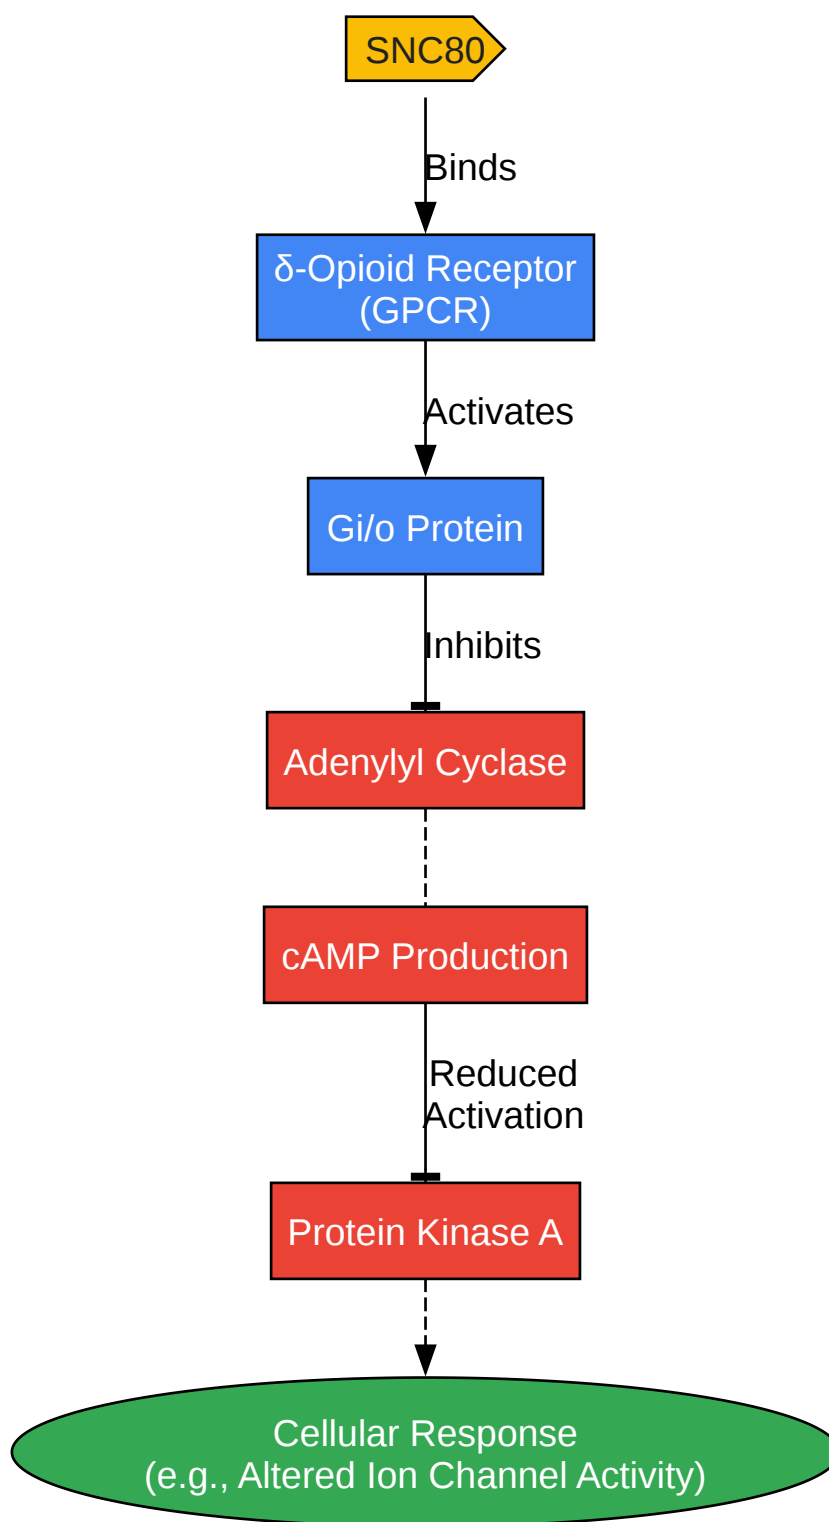 SNC80
Binds
δ-Opioid Receptor
(GPCR)
Activates
Gi/o Protein
Inhibits
Adenylyl Cyclase
cAMP Production
Reduced
Activation
Protein Kinase A
Cellular Response
(e.g., Altered Ion Channel Activity)